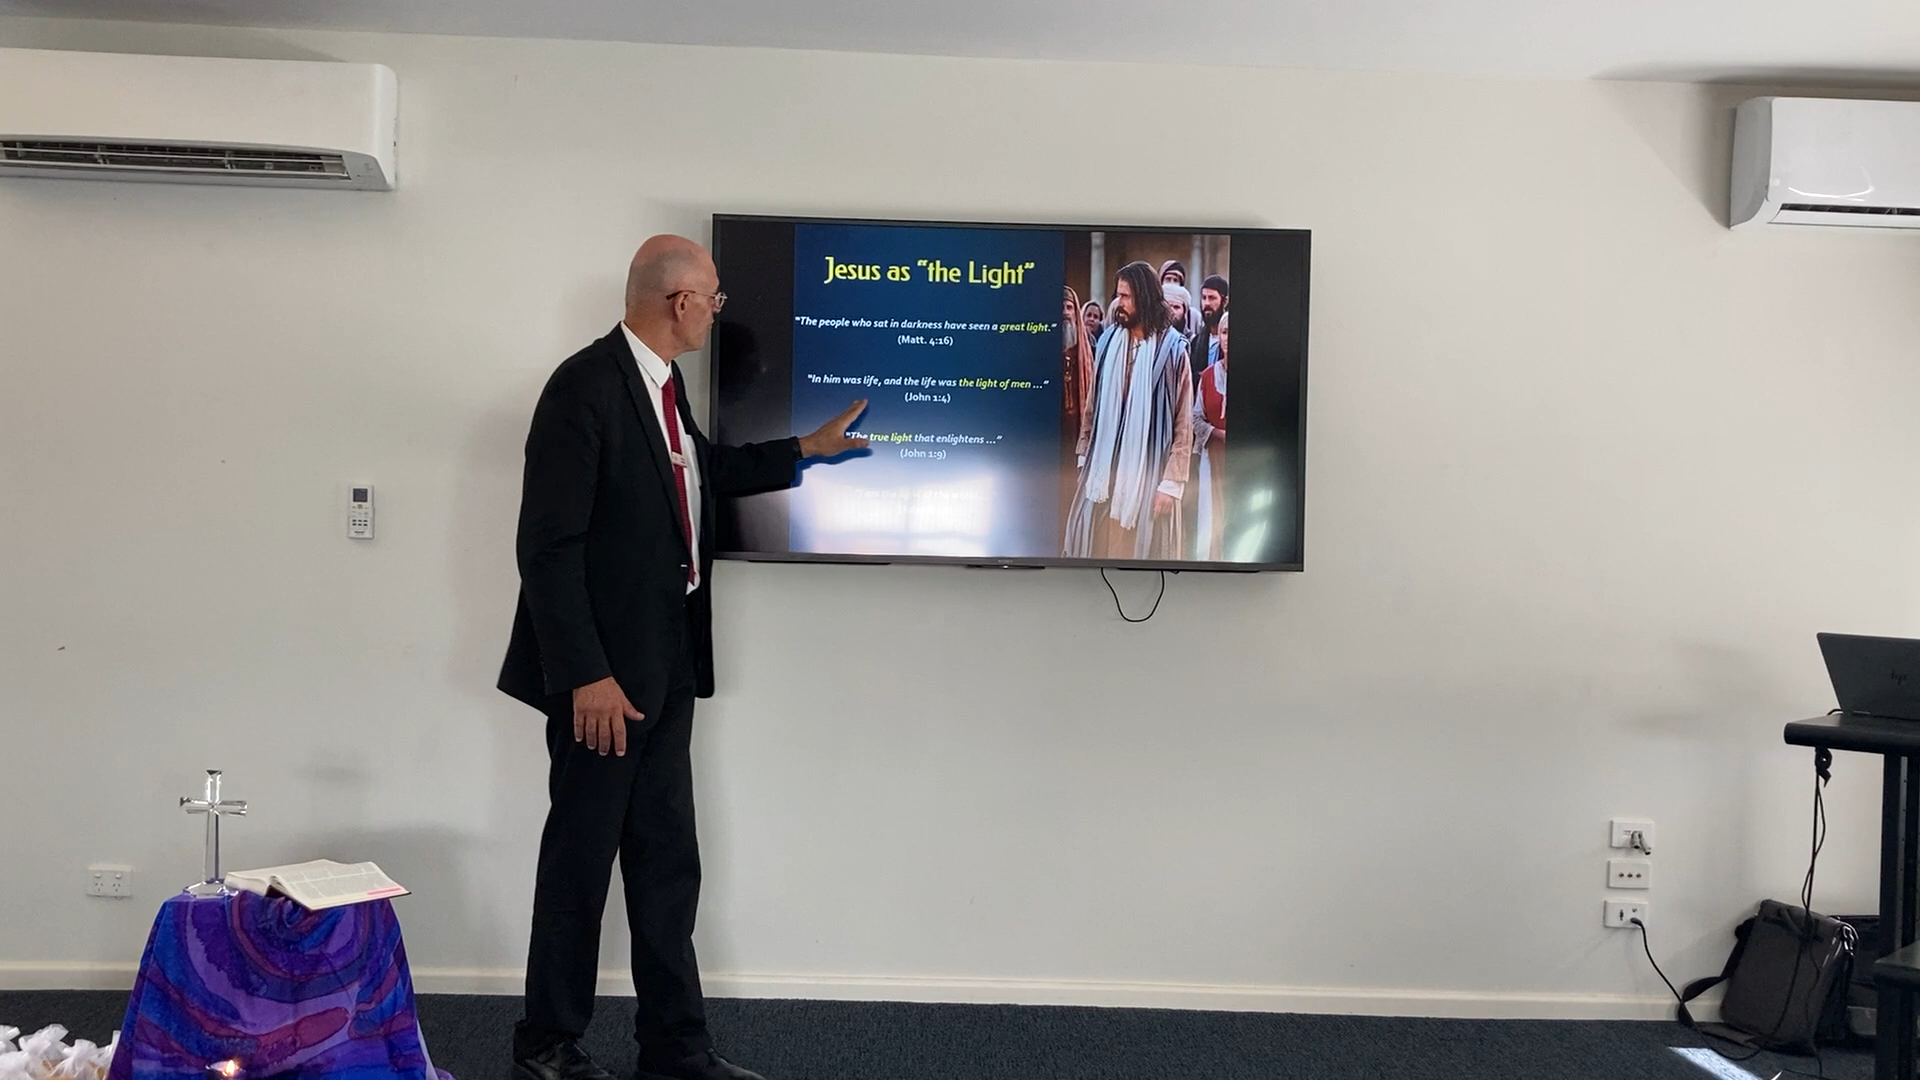 Jesus as “the Light”
“The people who sat in darkness have seen a great light.”
(Matt. 4:16)
“In him was life, and the life was the light of men ...”
(John 1:4)
“The true light that enlightens ...”
(John 1:9)
hp